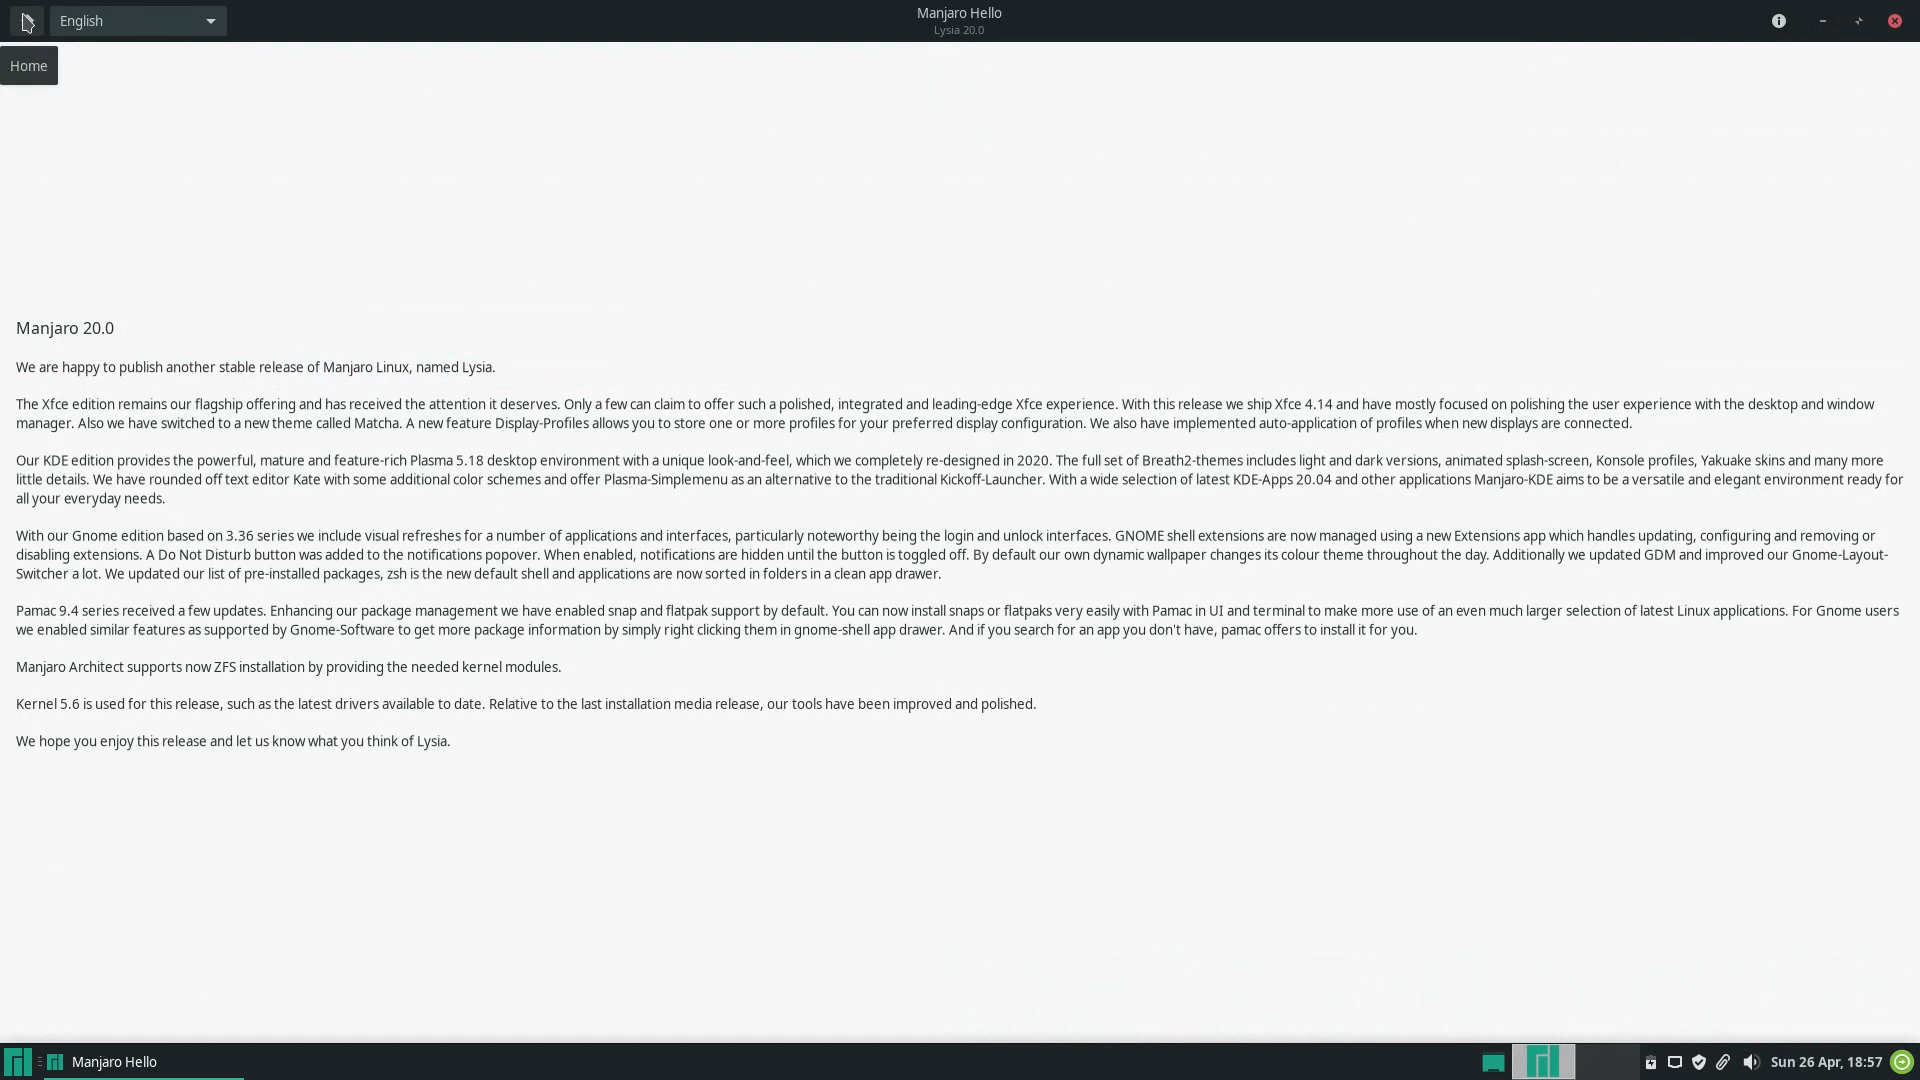 English
Manjaro Hello
Lysia 20.0
Home
Manjaro 20.0
We are happy to publish another stable release of Manjaro Linux, named Lysia.
The Xfce edition remains our flagship offering and has received the attention it deserves. Only a few can claim to offer such a polished, integrated and leading-edge Xfce experience. With this release we ship Xfce 4.14 and have mostly focused on polishing the user experience with the desktop and window
manager. Also we have switched to a new theme called Matcha. A new feature Display-Profiles allows you to store one or more profiles for your preferred display configuration. We also have implemented auto-application of profiles when new displays are connected.
Our KDE edition provides the powerful, mature and feature-rich Plasma 5.18 desktop environment with a unique look-and-feel, which we completely re-designed in 2020. The full set of Breath2-themes includes light and dark versions, animated splash-screen, Konsole profiles, Yakuake skins and many more
little details. We have rounded off text editor Kate with some additional color schemes and offer Plasma-Simplemenu as an alternative to the traditional Kickoff-Launcher. With a wide selection of latest KDE-Apps 20.04 and other applications Manjaro-KDE aims to be a versatile and elegant environment ready for
all your everyday needs.
With our Gnome edition based on 3.36 series we include visual refreshes for a number of applications and interfaces, particularly noteworthy being the login and unlock interfaces. GNOME shell extensions are now managed using a new Extensions app which handles updating, configuring and removing or
disabling extensions. A Do Not Disturb button was added to the notifications popover. When enabled, notifications are hidden until the button is toggled off. By default our own dynamic wallpaper changes its colour theme throughout the day. Additionally we updated GDM and improved our Gnome-Layout-
Switcher a lot. We updated our list of pre-installed packages, zsh is the new default shell and applications are now sorted in folders in a clean app drawer.
Pamac 9.4 series received a few updates. Enhancing our package management we have enabled snap and flatpak support by default. You can now install snaps or flatpaks very easily with Pamac in UI and terminal to make more use of an even much larger selection of latest Linux applications. For Gnome users
we enabled similar features as supported by Gnome-Software to get more package information by simply right clicking them in gnome-shell app drawer. And if you search for an app you don't have, pamac offers to install it for you.
Manjaro Architect supports now ZFS installation by providing the needed kernel modules.
Kernel 5.6 is used for this release, such as the latest drivers available to date. Relative to the last installation media release, our tools have been improved and polished.
We hope you enjoy this release and let us know what you think of Lysia.
Manjaro Hello
Sun 26 Apr, 18:57